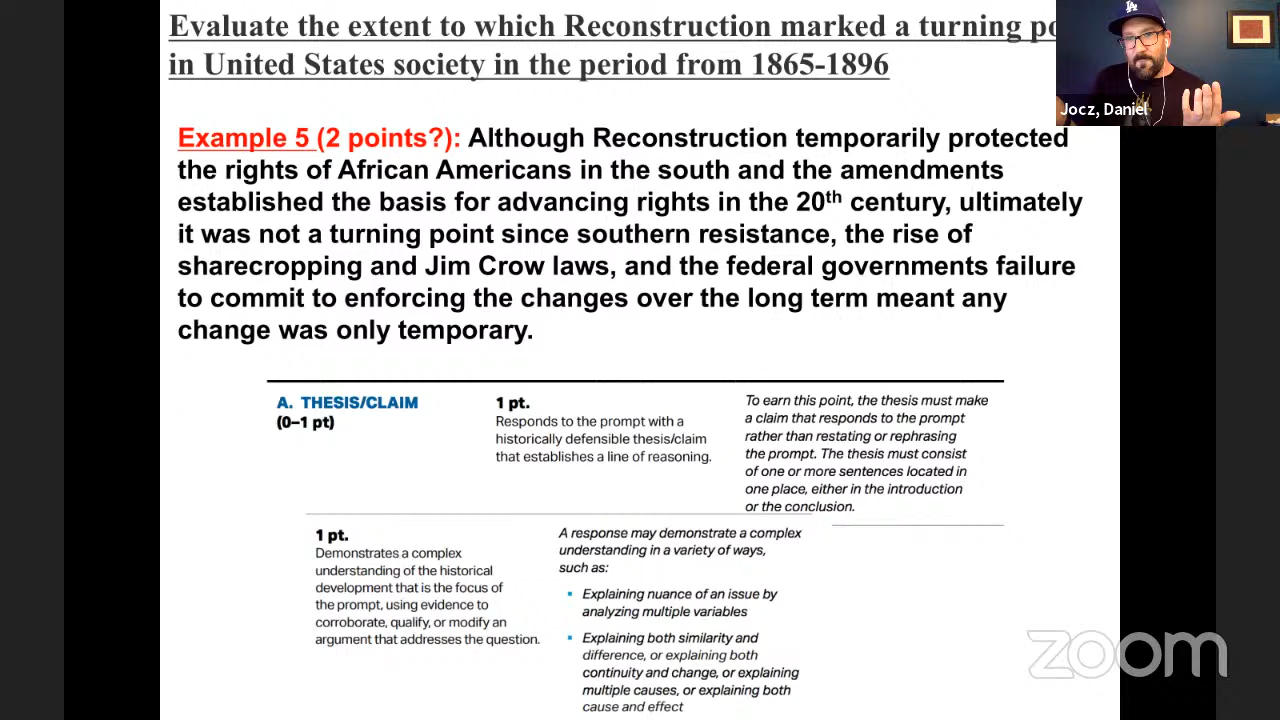 Evaluate the extent to which Reconstruction marked a turning
in United States society in the period from 1865-1896
LA
Jocz, Daniel
Example 5 (2 points?): Although Reconstruction temporarily protected
the rights of African Americans in the south and the amendments
established the basis for advancing rights in the 20th century, ultimately
it was not a turning point since southern resistance, the rise of
sharecropping and Jim Crow laws, and the federal governments failure
to commit to enforcing the changes over the long term meant any
change was only temporary.
A. THESIS/CLAIM
(0–1 pt)
1 pt.
Responds to the prompt with a
historically defensible thesis/claim
that establishes a line of reasoning.
To earn this point, the thesis must make
a claim that responds to the prompt
rather than restating or rephrasing
the prompt. The thesis must consist
of one or more sentences located in
one place, either in the introduction
or the conclusion.
1 pt.
Demonstrates a complex
understanding of the historical
development that is the focus of
the prompt, using evidence to
corroborate, qualify, or modify an
argument that addresses the question.
A response may demonstrate a complex
understanding in a variety of ways,
such as:
▪ Explaining nuance of an issue by
analyzing multiple variables
▪ Explaining both similarity and
difference, or explaining both
continuity and change, or explaining
multiple causes, or explaining both
cause and effect
zoom